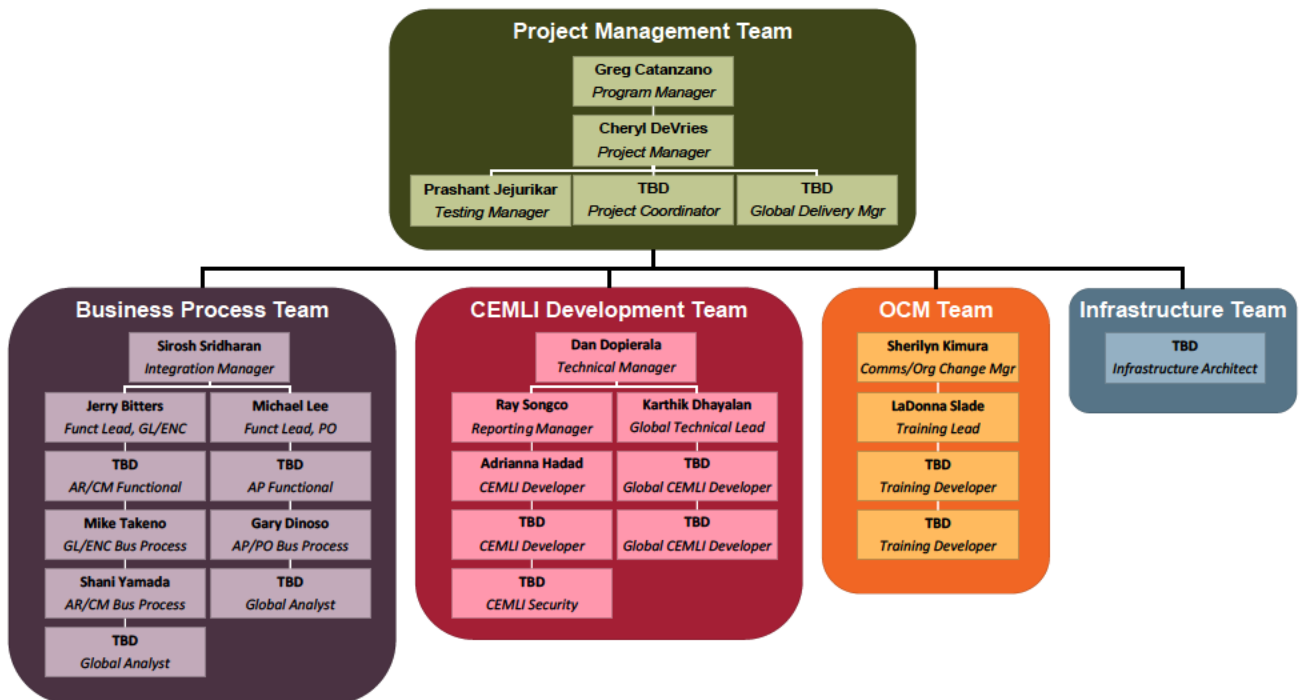 Project Management Team
Greg Catanzano
Program Manager
Cheryl DeVries
Project Manager
Prashant Jejurikar
Testing Manager
TBD
Project Coordinator
TBD
Global Delivery Mgr
Business Process Team
Sirosh Sridharan
Integration Manager
Jerry Bitters
Funct Lead, GL/ENC
TBD
AR/CM Functional
Mike Takeno
GL/ENC Bus Process
Shani Yamada
AR/CM Bus Process
TBD
Global Analyst
Michael Lee
Funct Lead, PO
TBD
AP Functional
Gary Dinoso
AP/PO Bus Process
TBD
Global Analyst
CEMLI Development Team
Dan Dopierala
Technical Manager
Ray Songco
Reporting Manager
Adrianna Hadad
CEMLI Developer
TBD
CEMLI Developer
TBD
CEMLI Security
Karthik Dhayalan
Global Technical Lead
TBD
Global CEMLI Developer
TBD
Global CEMLI Developer
OCM Team
Sherilyn Kimura
Comms/Org Change Mgr
LaDonna Slade
Training Lead
TBD
Training Developer
TBD
Training Developer
Infrastructure Team
TBD
Infrastructure Architect